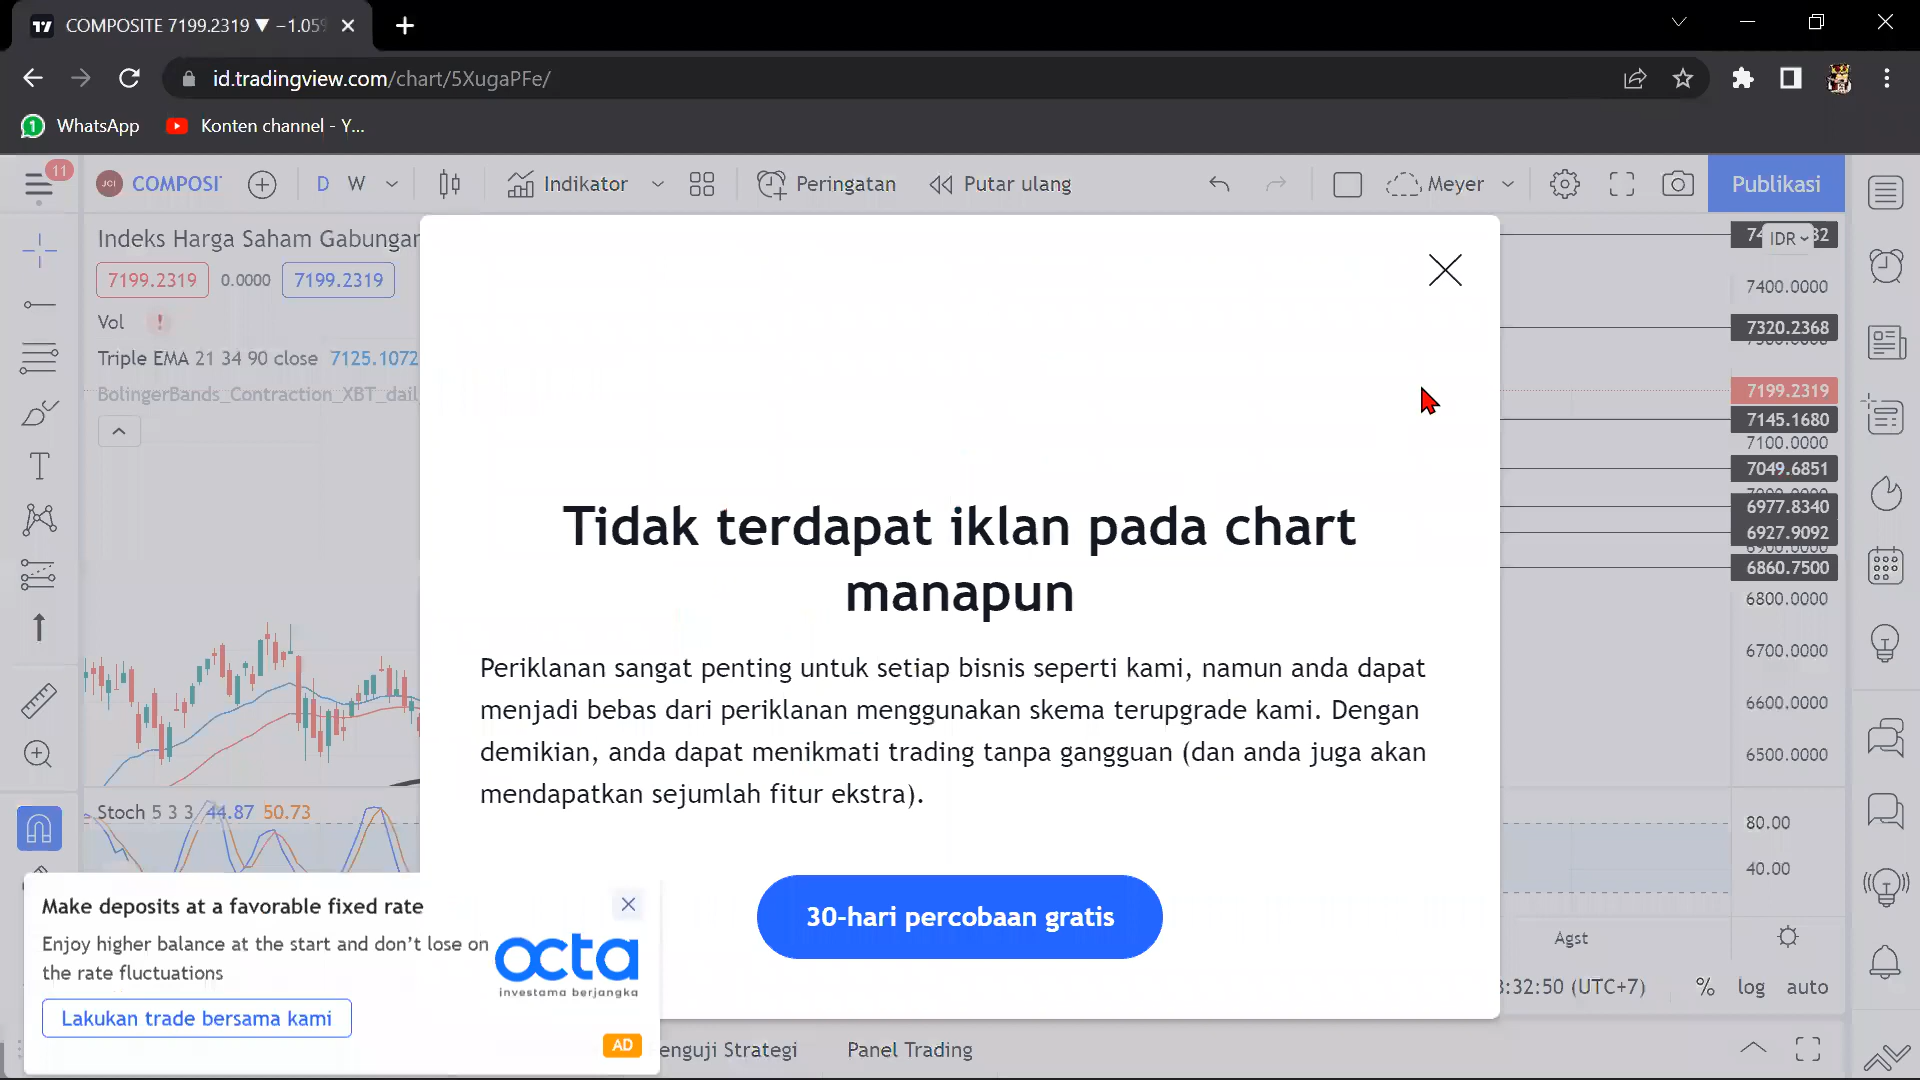 COMPOSITE 7199.2319 ▼ −1.05
id.tradingview.com/chart/5XugaPFe/
1 WhatsApp
Konten channel - Y...
11
JCI COMPOSI
D W
Indikator
Peringatan
Putar ulang
Meyer
Publikasi
Indeks Harga Saham Gabungan
7199.2319 0.0000 7199.2319
Vol !
Triple EMA 21 34 90 close 7125.1072
BolingerBands_Contraction_XBT_dail
Tidak terdapat iklan pada chart
manapun
Periklanan sangat penting untuk setiap bisnis seperti kami, namun anda dapat
menjadi bebas dari periklanan menggunakan skema terupgrade kami. Dengan
demikian, anda dapat menikmati trading tanpa gangguan (dan anda juga akan
mendapatkan sejumlah fitur ekstra).
30-hari percobaan gratis
IDR
7400.0000
7320.2368
7199.2319
7145.1680
7100.0000
7049.6851
6977.8340
6927.9092
6860.7500
6800.0000
6700.0000
6600.0000
6500.0000
Stoch 5 3 3 44.87 50.73
80.00
40.00
Make deposits at a favorable fixed rate
Enjoy higher balance at the start and don't lose on
the rate fluctuations
Lakukan trade bersama kami
octa
investama berjangka
AD
Agst
:32:50 (UTC+7)
% log auto
enguji Strategi
Panel Trading